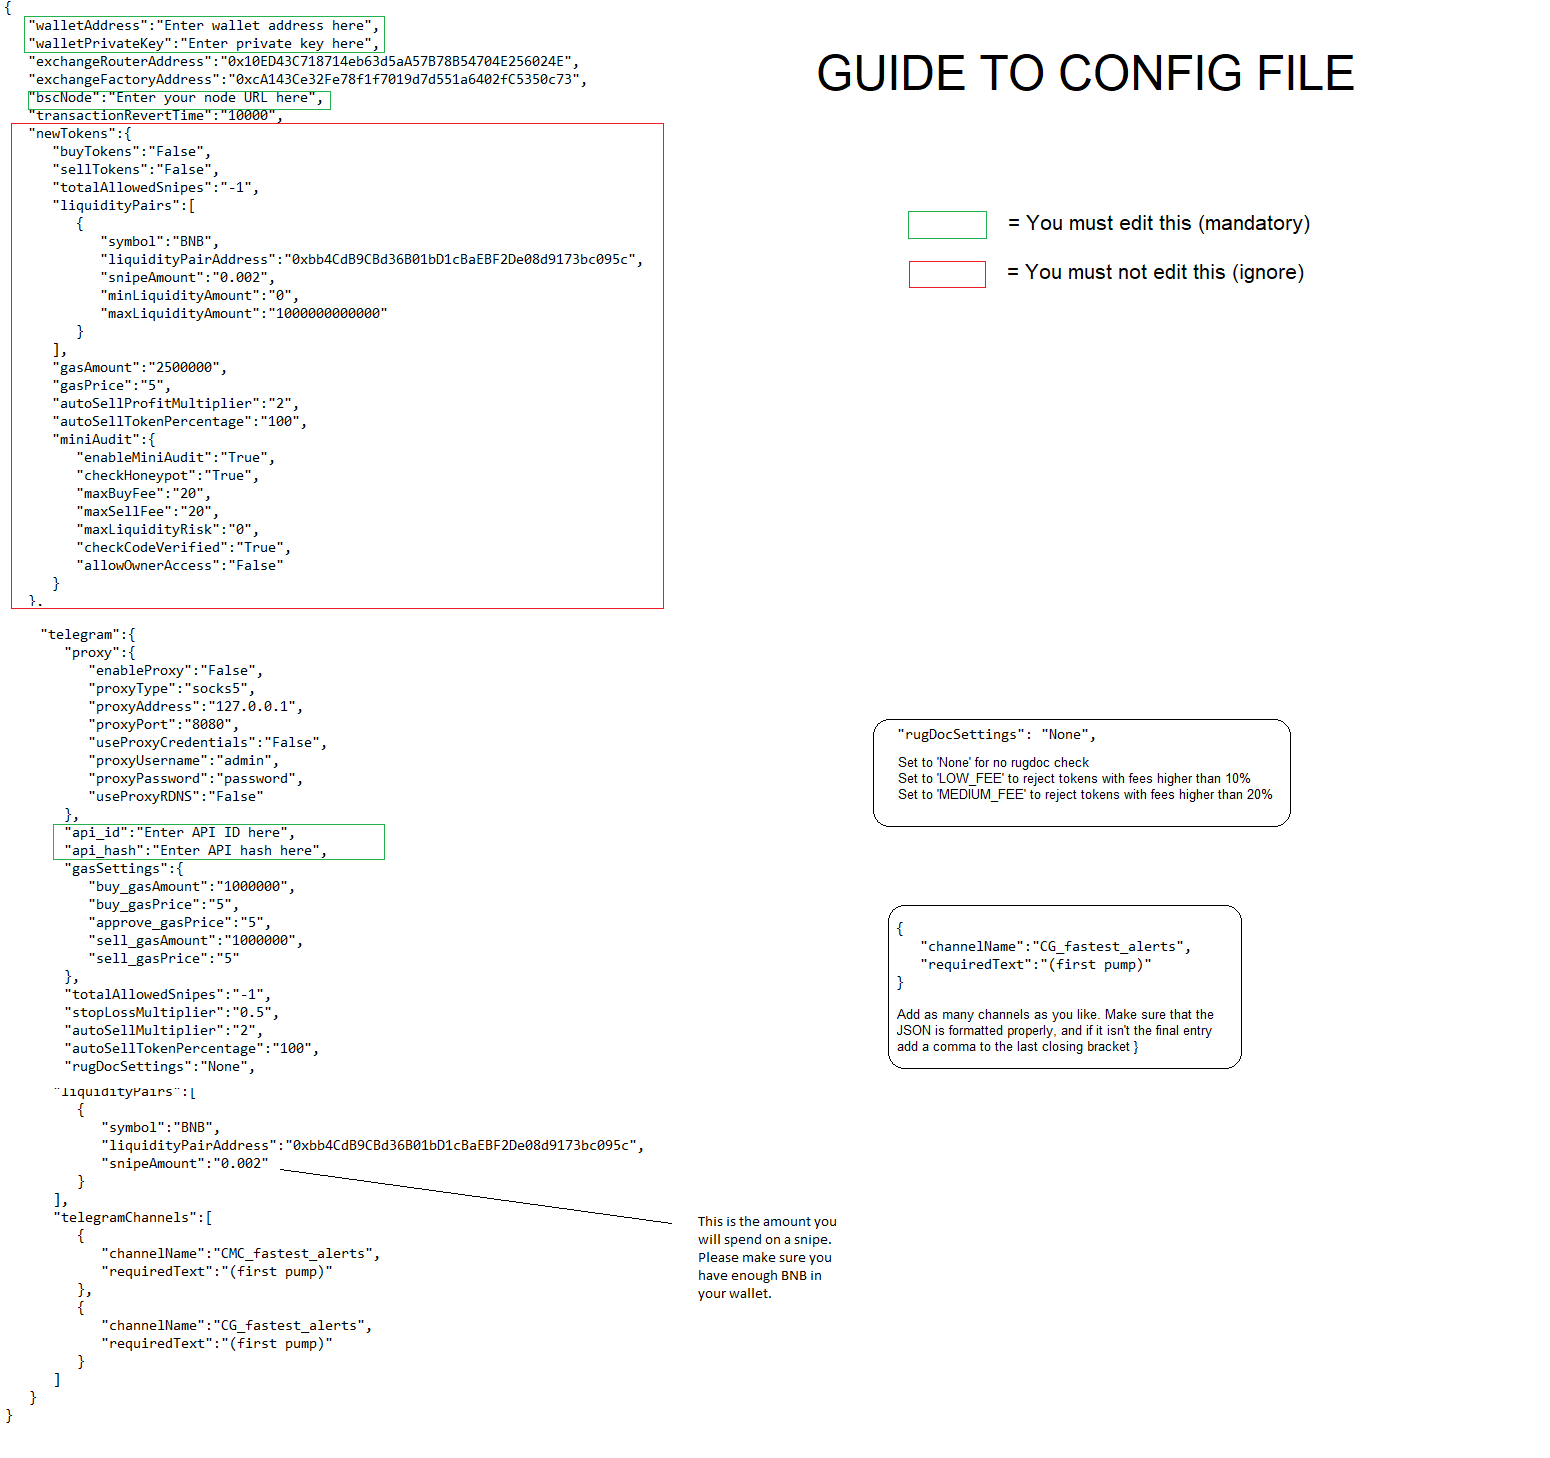 {
"walletAddress":"Enter wallet address here",
"walletPrivateKey":"Enter private key here",
"exchangeRouterAddress":"0x10ED43C718714eb63d5aA57B78B54704E256024E",
"exchangeFactoryAddress":"0xcA143Ce32Fe78f1f7019d7d551a6402fC5350c73",
"bscNode":"Enter your node URL here",
"transactionRevertTime":"10000",
"newTokens":{
"buyTokens":"False",
"sellTokens":"False",
"totalAllowedSnipes":"-1",
"liquidityPairs":[
{
"symbol":"BNB",
"liquidityPairAddress":"0xbb4CdB9CBd36B01bD1cBaEBF2De08d9173bc095c",
"snipeAmount":"0.002",
"minLiquidityAmount":"0",
"maxLiquidityAmount":"1000000000000"
}
],
"gasAmount":"2500000",
"gasPrice":"5",
"autoSellProfitMultiplier":"2",
"autoSellTokenPercentage":"100",
"miniAudit":{
"enableMiniAudit":"True",
"checkHoneypot":"True",
"maxBuyFee":"20",
"maxSellFee":"20",
"maxLiquidityRisk":"0",
"checkCodeVerified":"True",
"allowOwnerAccess":"False"
}
},
"telegram":{
"proxy":{
"enableProxy":"False",
"proxyType":"socks5",
"proxyAddress":"127.0.0.1",
"proxyPort":"8080",
"useProxyCredentials":"False",
"proxyUsername":"admin",
"proxyPassword":"password",
"useProxyRDNS":"False"
},
"api_id":"Enter API ID here",
"api_hash":"Enter API hash here",
"gasSettings":{
"buy_gasAmount":"1000000",
"buy_gasPrice":"5",
"approve_gasPrice":"5",
"sell_gasAmount":"1000000",
"sell_gasPrice":"5"
},
"totalAllowedSnipes":"-1",
"stopLossMultiplier":"0.5",
"autoSellMultiplier":"2",
"autoSellTokenPercentage":"100",
"rugDocSettings":"None",
"liquidityPairs":[
{
"symbol":"BNB",
"liquidityPairAddress":"0xbb4CdB9CBd36B01bD1cBaEBF2De08d9173bc095c",
"snipeAmount":"0.002"
}
],
"telegramChannels":[
{
"channelName":"CMC_fastest_alerts",
"requiredText":"(first pump)"
},
{
"channelName":"CG_fastest_alerts",
"requiredText":"(first pump)"
}
]
}
}
GUIDE TO CONFIG FILE
= You must edit this (mandatory)
= You must not edit this (ignore)
"rugDocSettings": "None",
Set to 'None' for no rugdoc check
Set to 'LOW_FEE' to reject tokens with fees higher than 10%
Set to 'MEDIUM_FEE' to reject tokens with fees higher than 20%
{
"channelName":"CG_fastest_alerts",
"requiredText":"(first pump)"
}
Add as many channels as you like. Make sure that the
JSON is formatted properly, and if it isn't the final entry
add a comma to the last closing bracket }
This is the amount you
will spend on a snipe.
Please make sure you
have enough BNB in
your wallet.